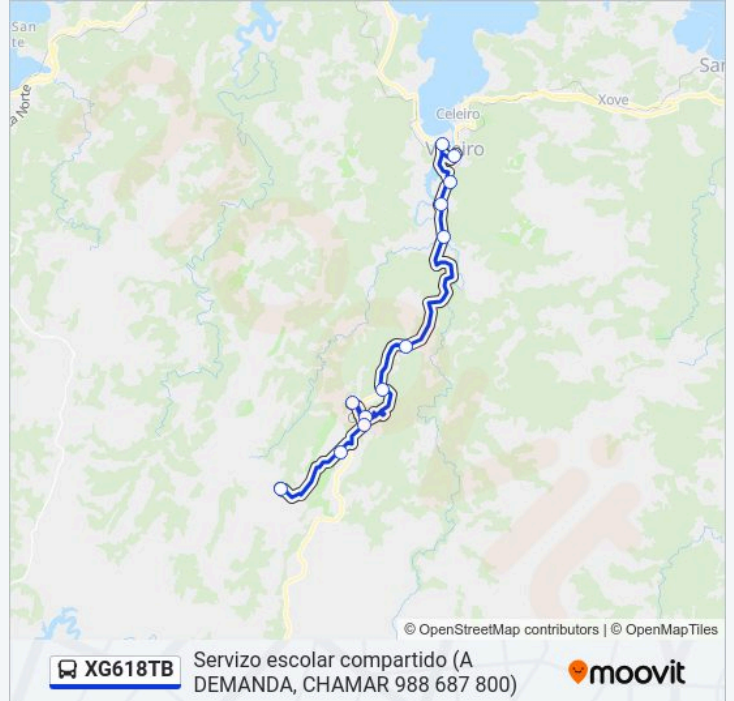 San
te
a Norte
San
Xove
Celeiro
© OpenStreetMap contributors | © OpenMapTiles
XG618TB
Servizo escolar compartido (A
DEMANDA, CHAMAR 988 687 800)
moovit